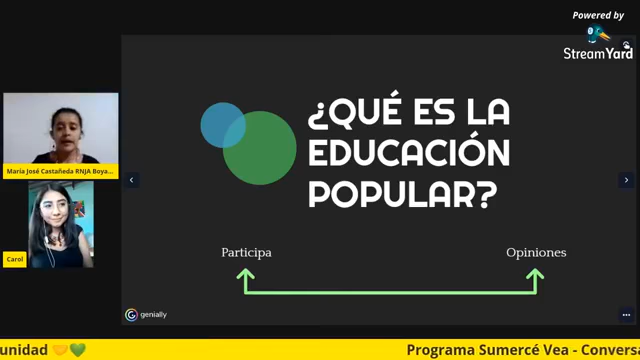 Powered by
StreamYard
¿QUÉ ES LA
EDUCACIÓN
POPULAR?
María José Castañeda RNJA Boya...
Carol
Participa
Opiniones
genially
unidad 🧡💚
Programa Sumercé Vea - Conversa